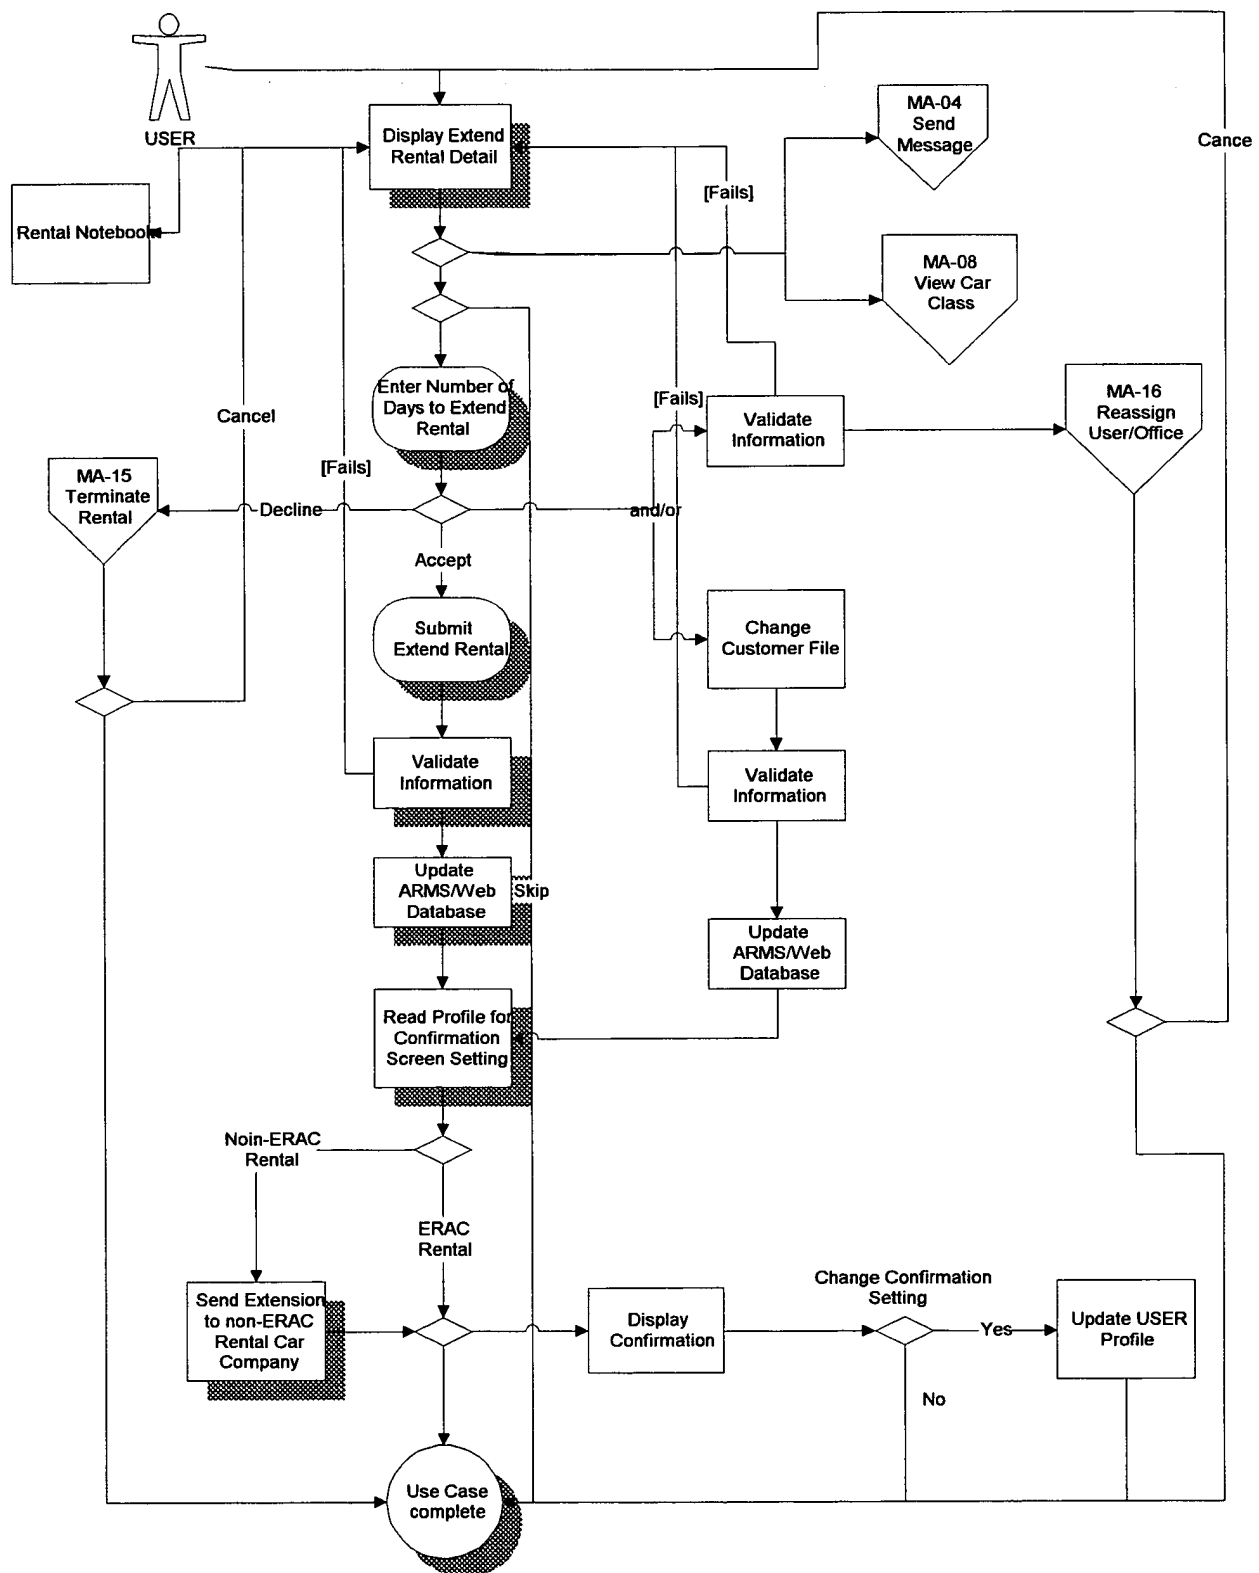 USER
Display Extend
Rental Detail
MA-04
Send
Message
Cance
[Fails]
Rental Notebook
MA-08
View Car
Class
Enter Number of
Days to Extend
Rental
Cancel
[Fails]
Validate
Information
MA-16
Reassign
User/Office
[Fails]
MA-15
Terminate
Rental
Decline
and/or
Accept
Submit
Extend Rental
Change
Customer File
Validate
Information
Validate
Information
Update
ARMS/Web
Database
Skip
Update
ARMS/Web
Database
Read Profile for
Confirmation
Screen Setting
Noin-ERAC
Rental
ERAC
Rental
Send Extension
to non-ERAC
Rental Car
Company
Display
Confirmation
Change Confirmation
Setting
Yes
Update USER
Profile
No
Use Case
complete